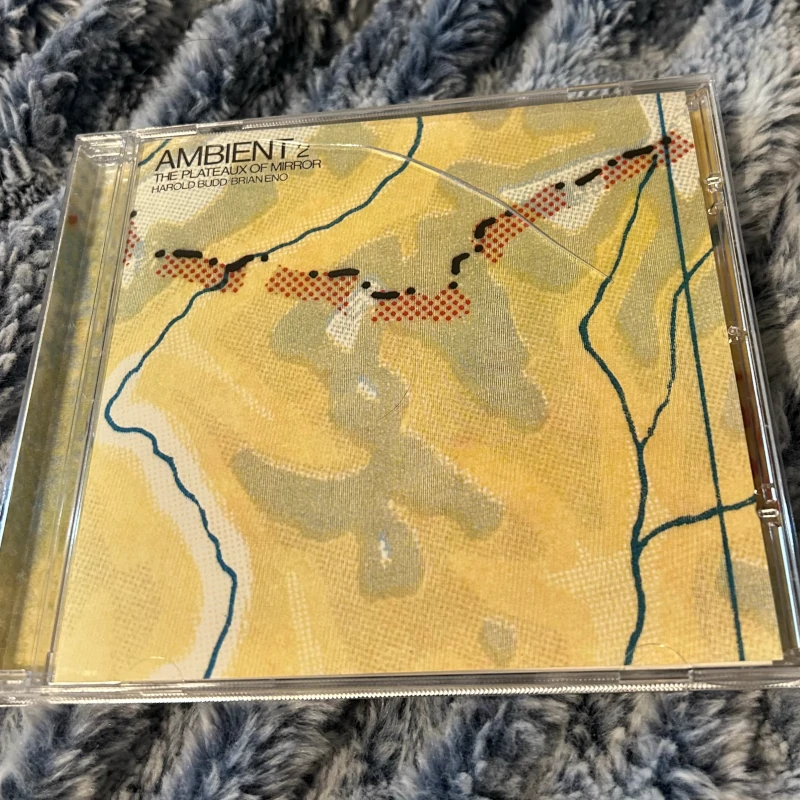 AMBIENT 2
THE PLATEAUX OF MIRROR
HAROLD BUDD/BRIAN ENO